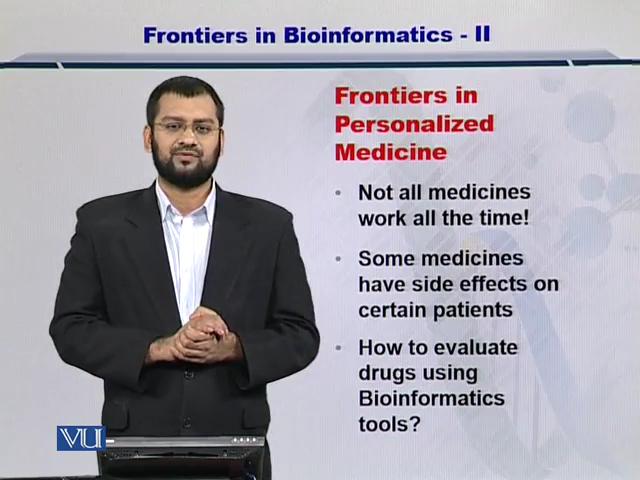 Frontiers in Bioinformatics - II
Frontiers in
Personalized
Medicine
• Not all medicines
work all the time!
• Some medicines
have side effects on
certain patients
• How to evaluate
drugs using
Bioinformatics
tools?
VU